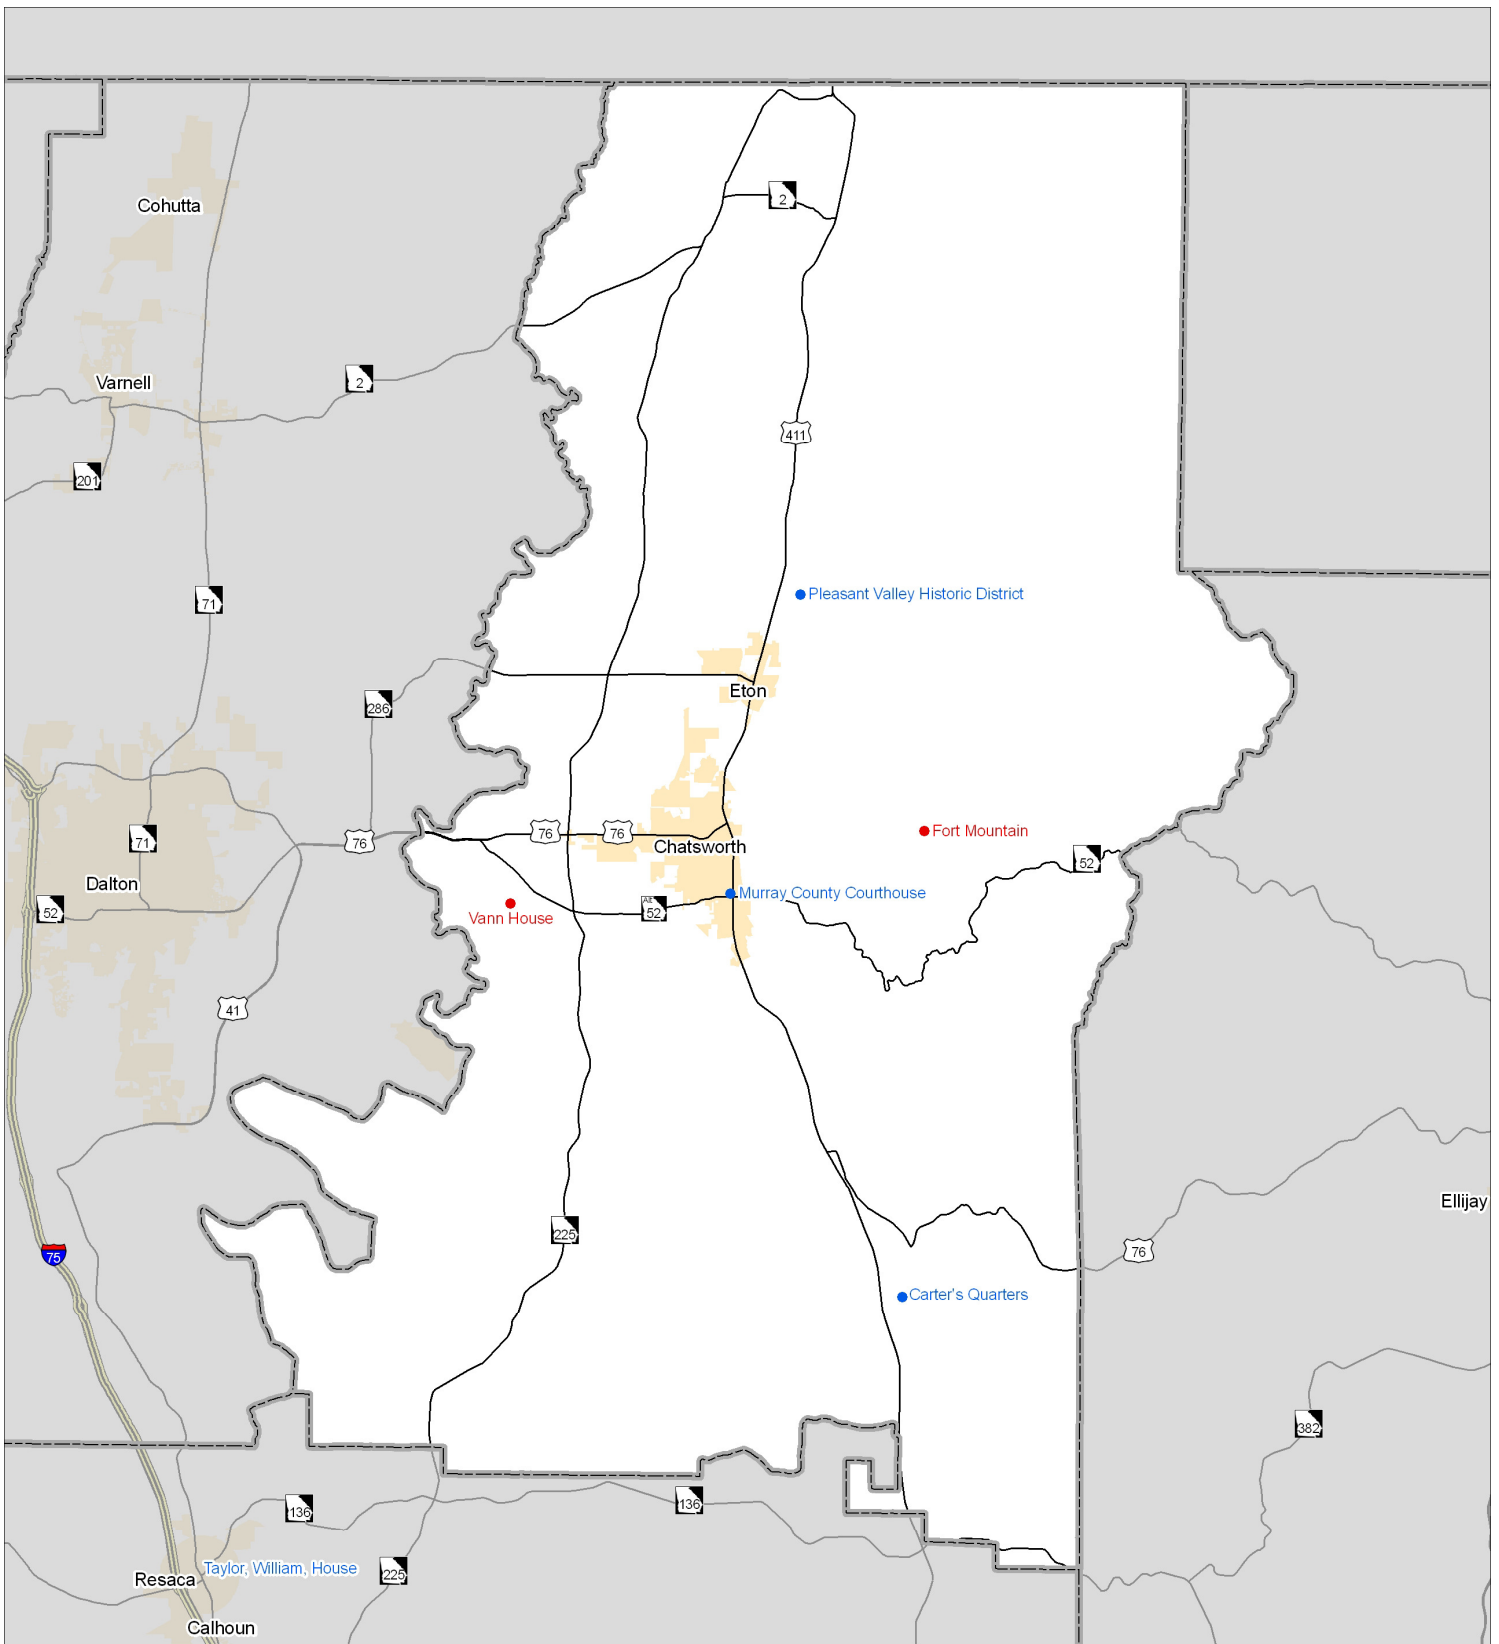 2
Cohutta
Varnell
2
411
201
Pleasant Valley Historic District
71
Eton
286
76
76
Fort Mountain
71
76
Chatsworth
52
Dalton
Murray County Courthouse
Alt
52
52
Vann House
41
Ellijay
225
76
75
Carter's Quarters
382
136
136
Taylor, William, House
225
Resaca
Calhoun